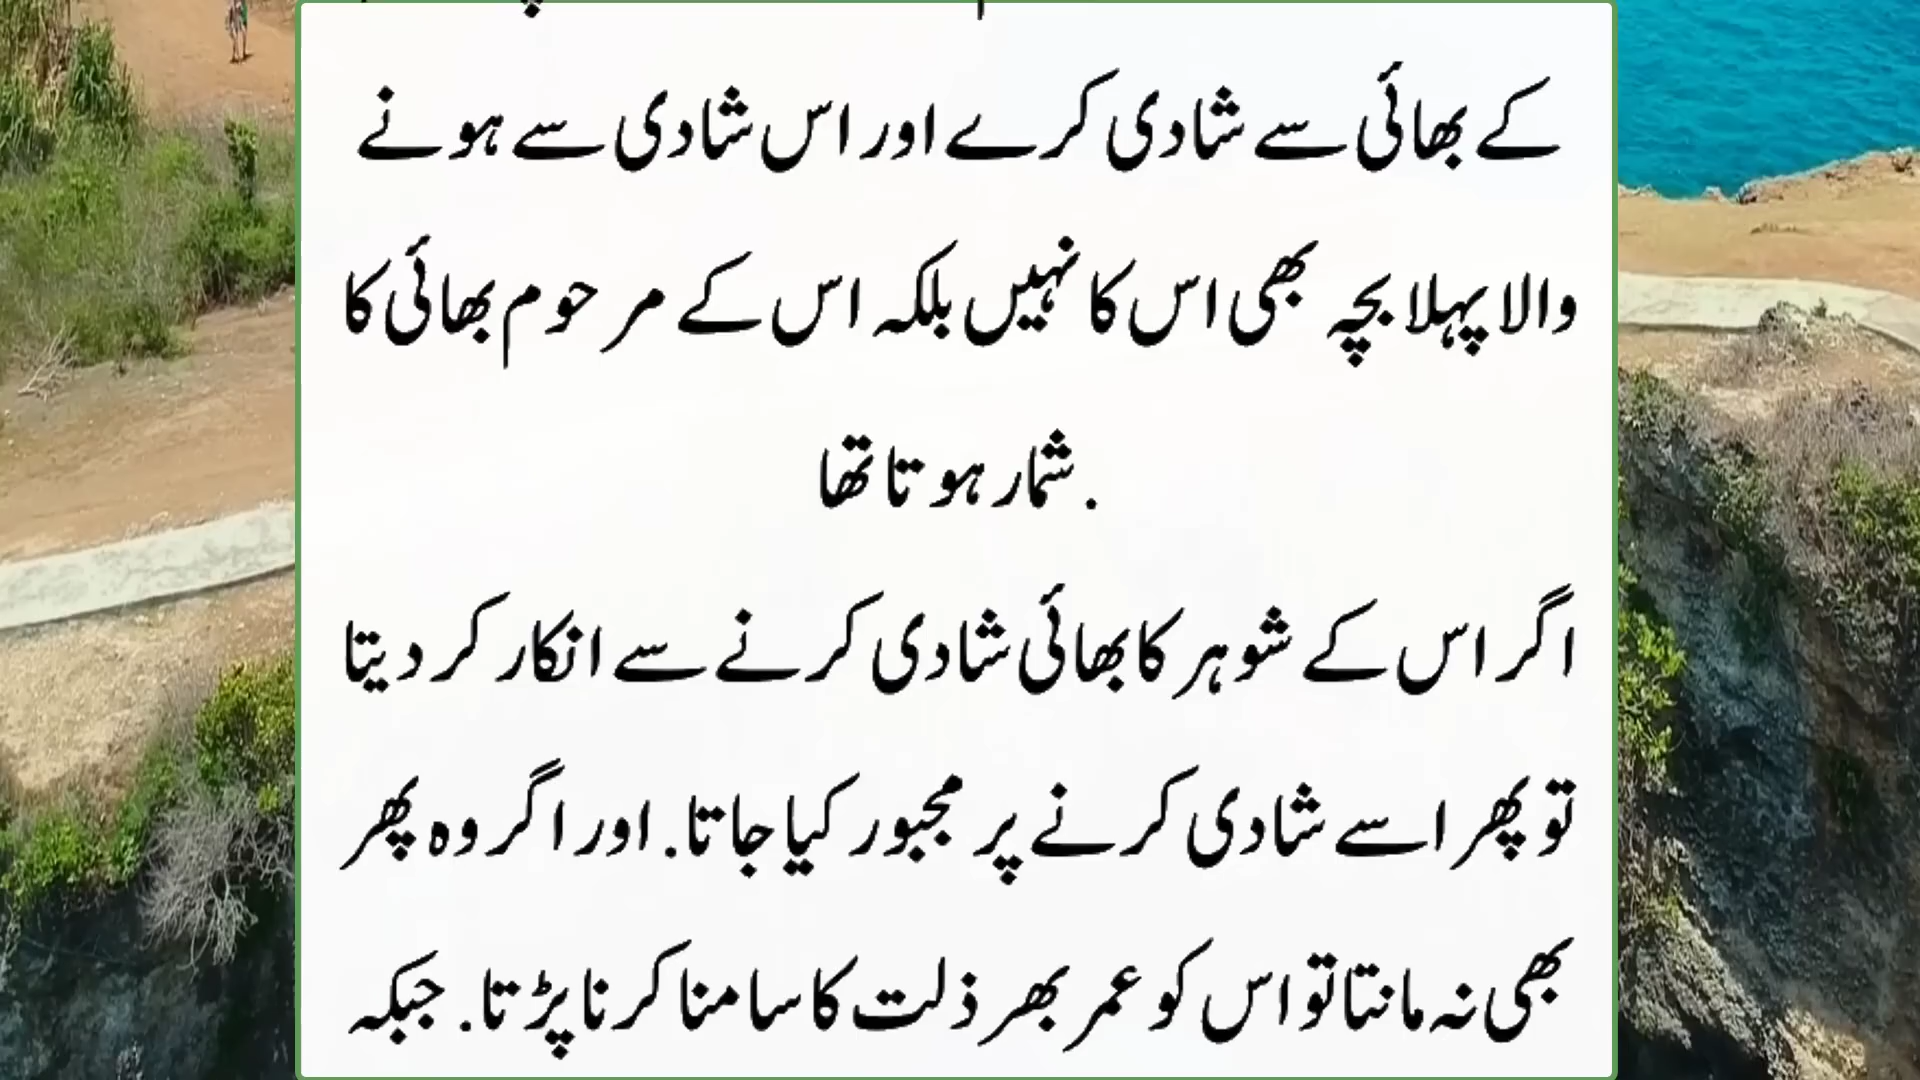 کے بھائی سے شادی کرے اور اس شادی سے ہونے
والا پہلا بچہ بھی اس کا نہیں بلکہ اس کے مرحوم بھائی کا
شمار ہوتا تھا.
اگر اس کے شوہر کا بھائی شادی کرنے سے انکار کر دیتا
تو پھر اسے شادی کرنے پر مجبور کیا جاتا. اور اگر وہ پھر
بھی نہ مانتا تو اس کو عمر بھر ذلت کا سامنا کرنا پڑتا. جبکہ